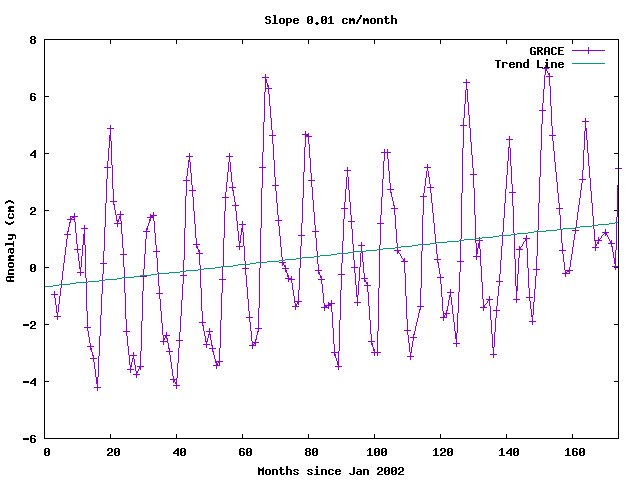 Slope 0.01 cm/month
GRACE
Trend Line
8
6
4
2
0
-2
-4
-6
Anomaly (cm)
0 20 40 60 80 100 120 140 160
Months since Jan 2002